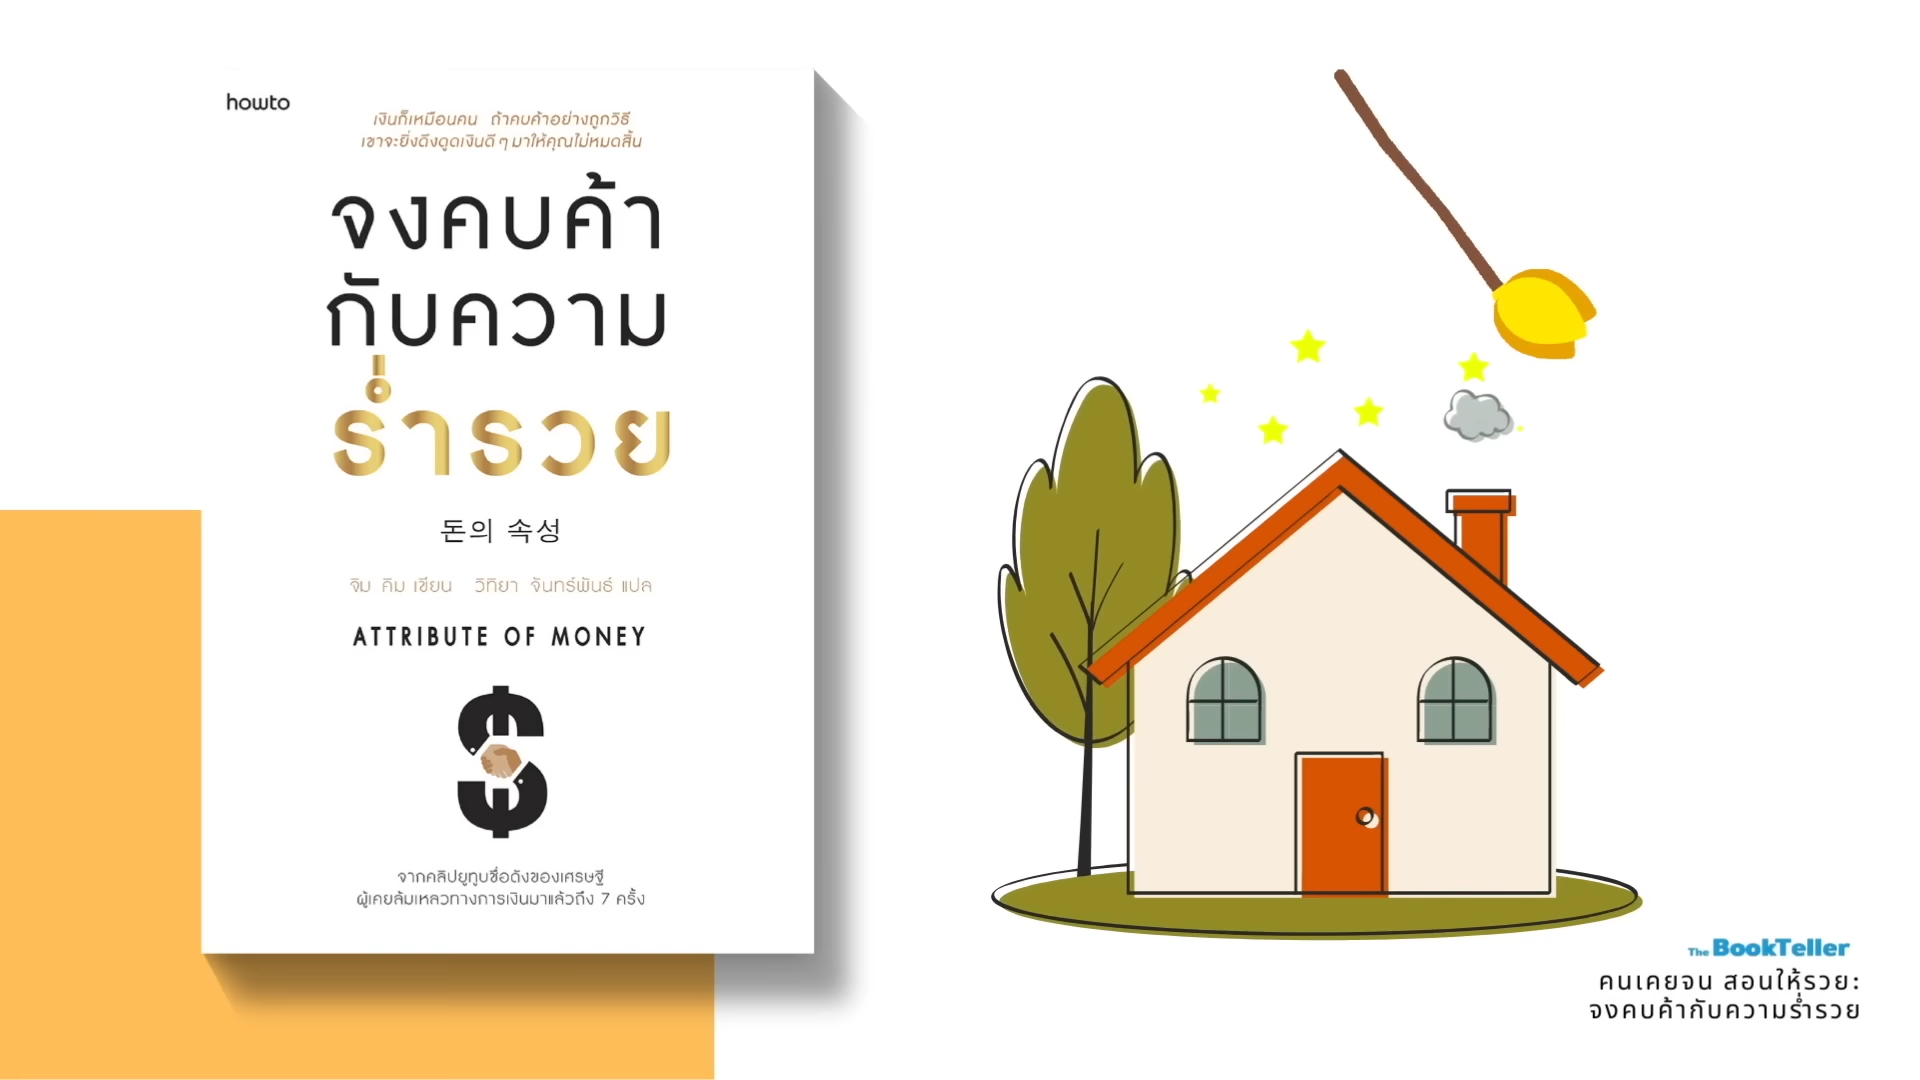 howto
เงินก็เหมือนคน ถ้าคบค้าอย่างถูกวิธี
เขาจะยิ่งดึงดูดเงินดี ๆ มาให้คุณไม่หมดสิ้น
จงคบค้า
กับความ
ร่ำรวย
돈의 속성
จิม คิม เขียน วิทิยา จันทร์พันธ์ แปล
ATTRIBUTE OF MONEY
จากคลิปยูทูบชื่อดังของเศรษฐี
ผู้เคยล้มเหลวทางการเงินมาแล้วถึง 7 ครั้ง
The BookTeller
คนเคยจน สอนให้รวย:
จงคบค้ากับความร่ำรวย